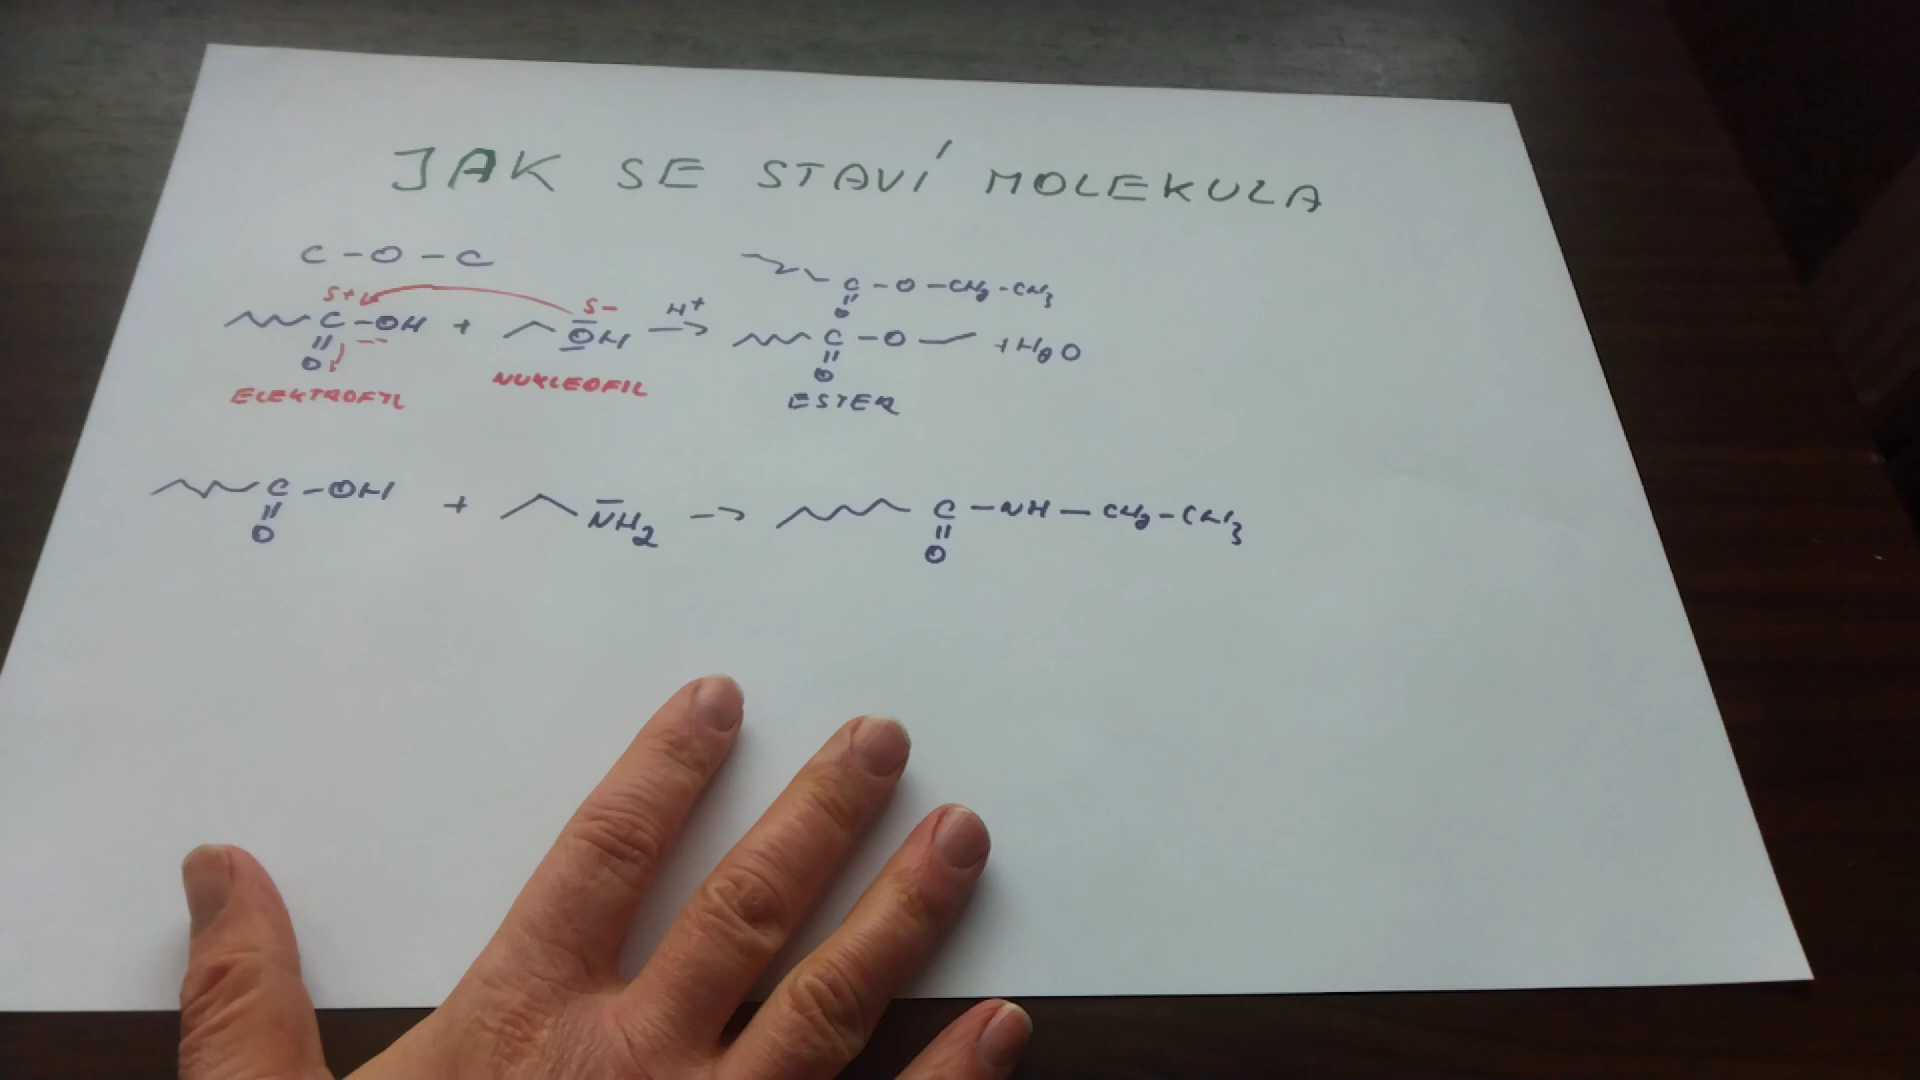 JAK SE STAVÍ MOLEKULA
C-O-C
C-O-CH2-CH3
O
δ+ δ-
C-OH + OH H+ → C-O + H2O
O O
ELEKTROFIL NUKLEOFIL ESTER
C-OH + NH2 → C-NH-CH2-CH3
O O